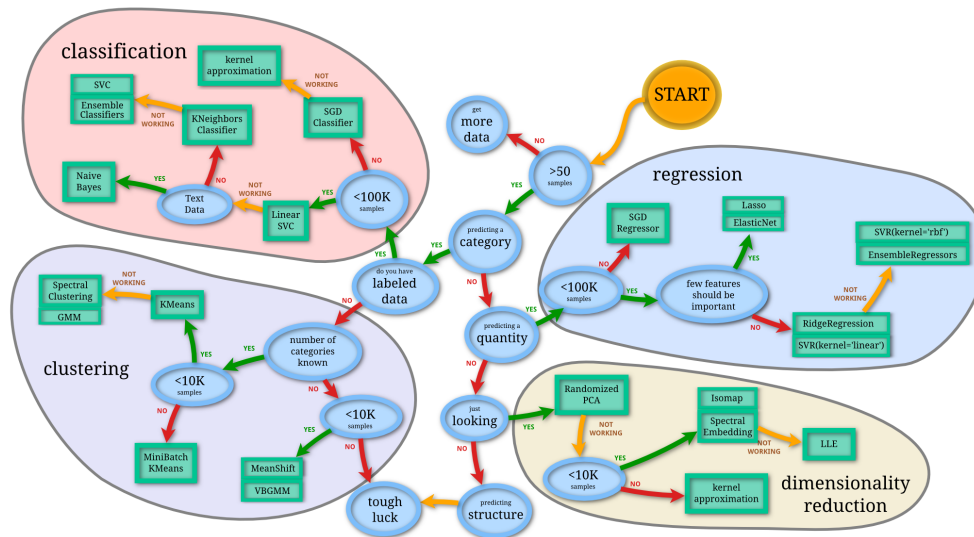 classification
kernel
approximation
NOT
WORKING
SVC
Ensemble
Classifiers
NOT
WORKING
KNeighbors
Classifier
SGD
Classifier
NO
YES
NO
Naive
Bayes
Text
Data
NOT
WORKING
Linear
SVC
YES
<100K
samples
START
get
more
data
NO
>50
samples
YES
predicting a
category
YES
YES
do you have
labeled
data
NO
NO
predicting a
quantity
YES
NO
regression
SGD
Regressor
NO
<100K
samples
YES
Lasso
ElasticNet
YES
few features
should be
important
NO
SVR(kernel='rbf')
EnsembleRegressors
NOT
WORKING
RidgeRegression
SVR(kernel='linear')
clustering
Spectral
Clustering
GMM
NOT
WORKING
KMeans
YES
<10K
samples
YES
number of
categories
known
NO
NO
MiniBatch
KMeans
<10K
samples
YES
NO
MeanShift
VBGMM
tough
luck
just
looking
YES
NO
predicting
structure
Randomized
PCA
NOT
WORKING
<10K
samples
YES
NO
Isomap
Spectral
Embedding
NOT
WORKING
LLE
kernel
approximation
dimensionality
reduction